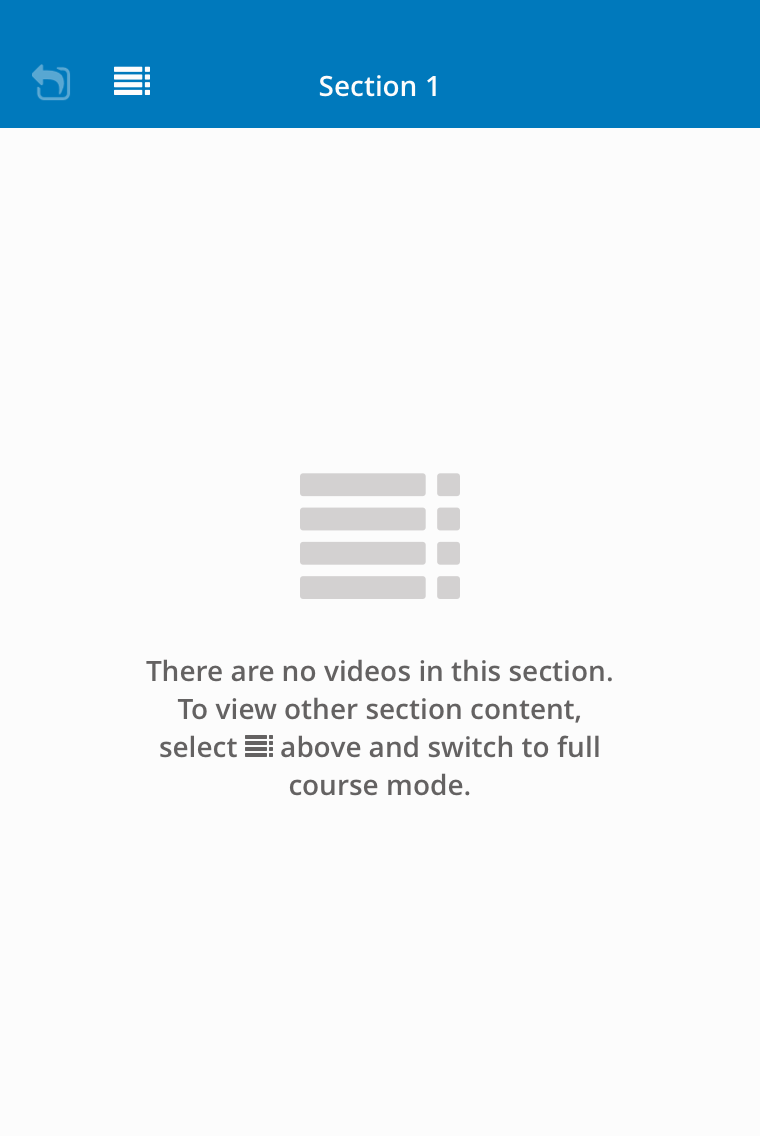 Section 1
There are no videos in this section.
To view other section content,
select above and switch to full
course mode.